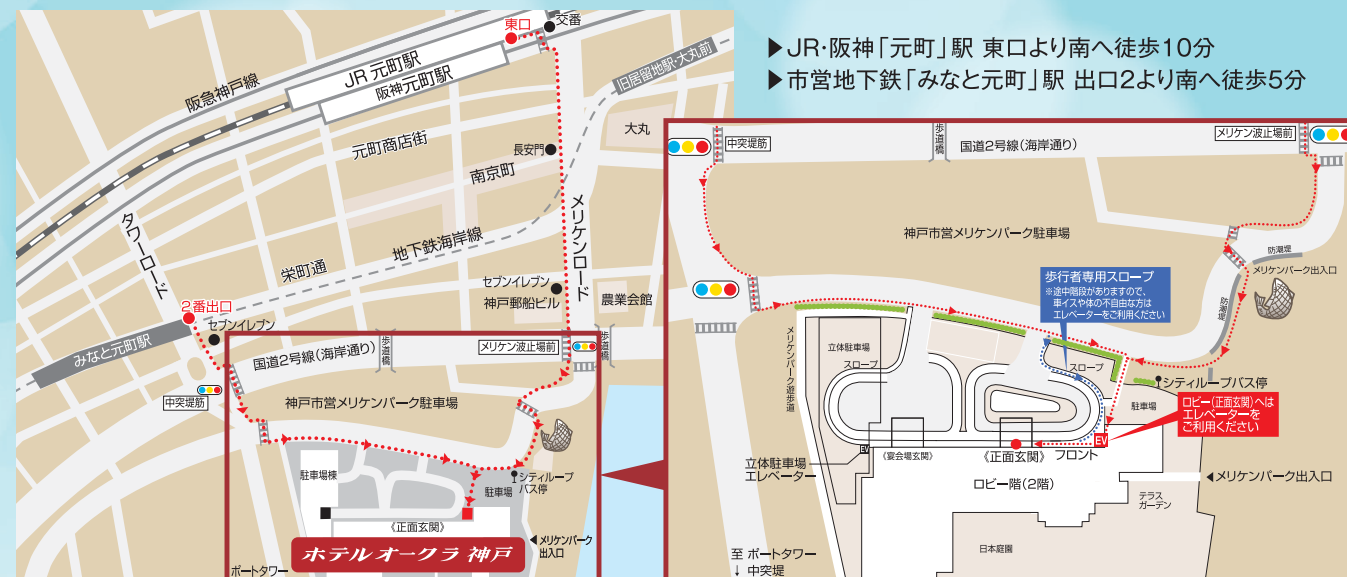 ▶JR・阪神「元町」駅 東口より南へ徒歩10分
▶市営地下鉄「みなと元町」駅 出口2より南へ徒歩5分
東口
交番
阪急神戸線
JR 元町駅
阪神元町駅
旧居留地駅・大丸前
大丸
元町商店街
長安門
南京町
メリケンロード
タワーロード
地下鉄海岸線
栄町通
セブンイレブン
神戸郵船ビル
農業会館
2番出口
セブンイレブン
みなと元町駅
国道2号線(海岸通り)
歩道橋
メリケン波止場前
歩道橋
中突堤筋
神戸市営メリケンパーク駐車場
駐車場棟
駐車場
シティループ
バス停
《正面玄関》
◀メリケンパーク
出入口
ホテルオークラ 神戸
ポートタワー
中突堤筋
歩道橋
国道2号線(海岸通り)
メリケン波止場前
神戸市営メリケンパーク駐車場
防潮堤
メリケンパーク出入口
防潮堤
歩行者専用スロープ
※途中階段がありますので、
車イスや体の不自由な方は
エレベーターをご利用ください
メリケンパーク遊歩道
立体駐車場
スロープ
スロープ
シティループバス停
駐車場
ロビー(正面玄関)へは
エレベーターを
ご利用ください
EV
EV
立体駐車場
エレベーター
《宴会場玄関》
《正面玄関》
フロント
ロビー階(2階)
◀メリケンパーク出入口
テラス
ガーデン
日本庭園
至 ポートタワー
↓ 中突堤